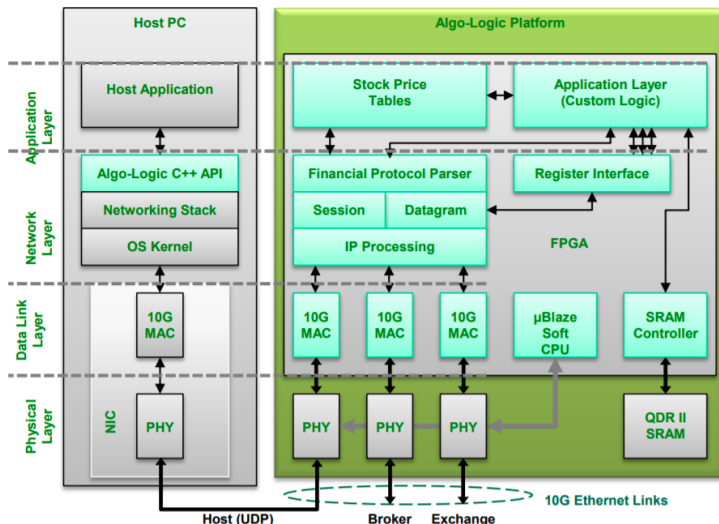 Host PC
Algo-Logic Platform
Application
Layer
Host Application
Stock Price
Tables
Application Layer
(Custom Logic)
Network
Layer
Algo-Logic C++ API
Networking Stack
OS Kernel
Financial Protocol Parser
Session
Datagram
IP Processing
Register Interface
FPGA
Data Link
Layer
10G
MAC
10G
MAC
10G
MAC
10G
MAC
µBlaze
Soft
CPU
SRAM
Controller
Physical
Layer
NIC
PHY
PHY
PHY
PHY
QDR II
SRAM
10G Ethernet Links
Host (UDP)
Broker
Exchange